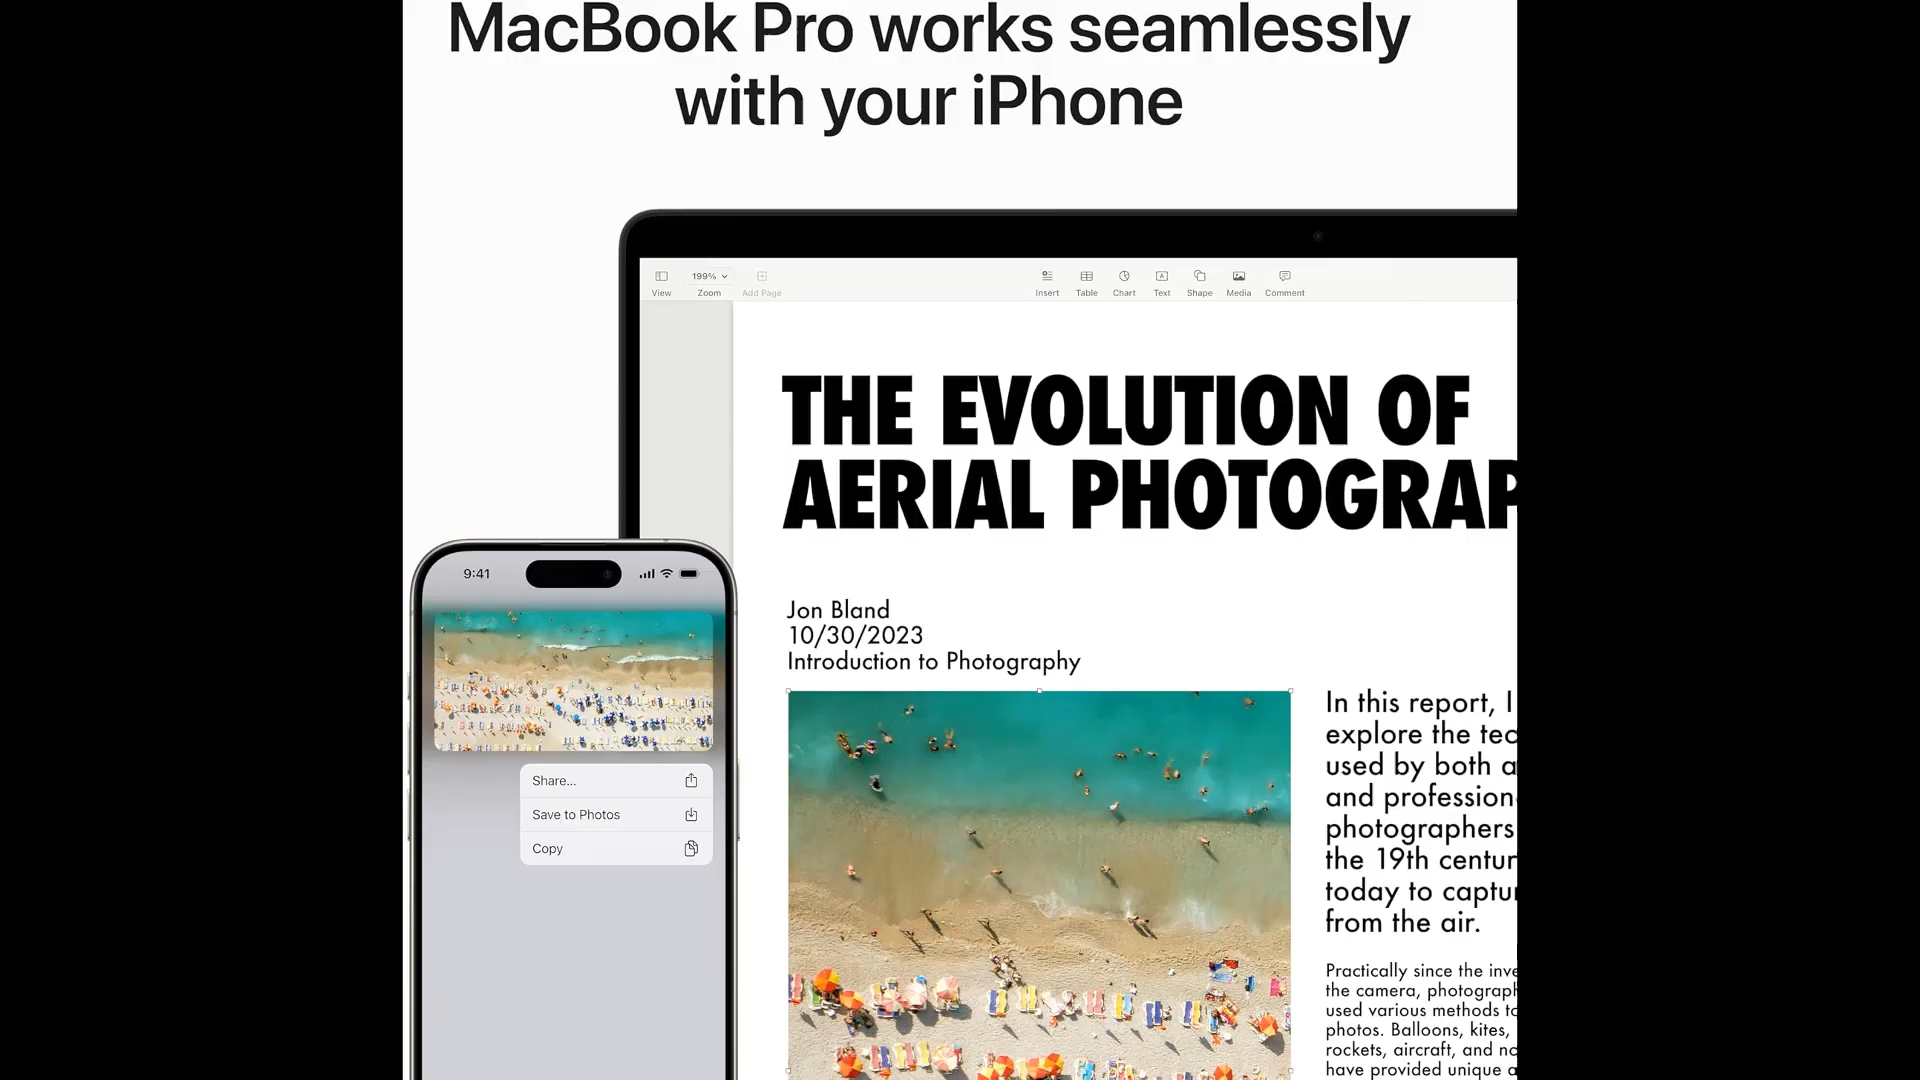 MacBook Pro works seamlessly
with your iPhone
199%
View
Zoom
Add Page
Insert
Table
Chart
Text
Shape
Media
Comment
THE EVOLUTION OF
AERIAL PHOTOGRAP
9:41
Share...
Save to Photos
Copy
Jon Bland
10/30/2023
Introduction to Photography
In this report, I
explore the tec
used by both a
and profession
photographers
the 19th centur
today to captur
from the air.
Practically since the inve
the camera, photograph
used various methods to
photos. Balloons, kites,
rockets, aircraft, and no
have provided unique a